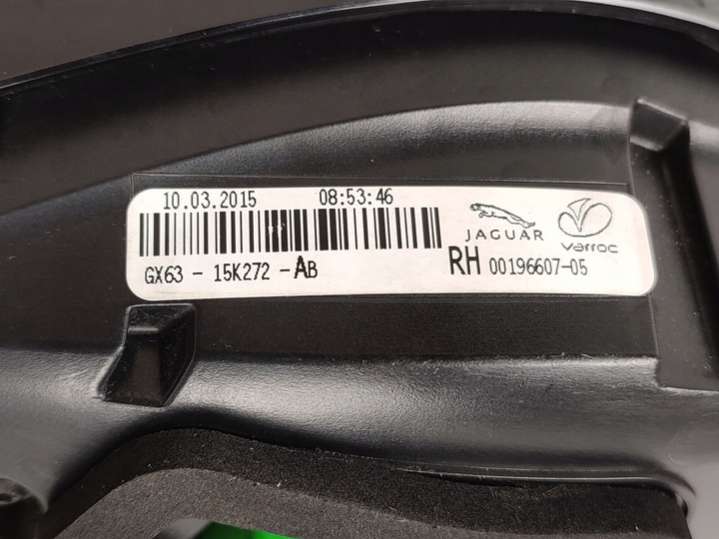 10.03.2015 08:53:46
JAGUAR varroc
GX63 - 15K272 - AB RH 00196607-05